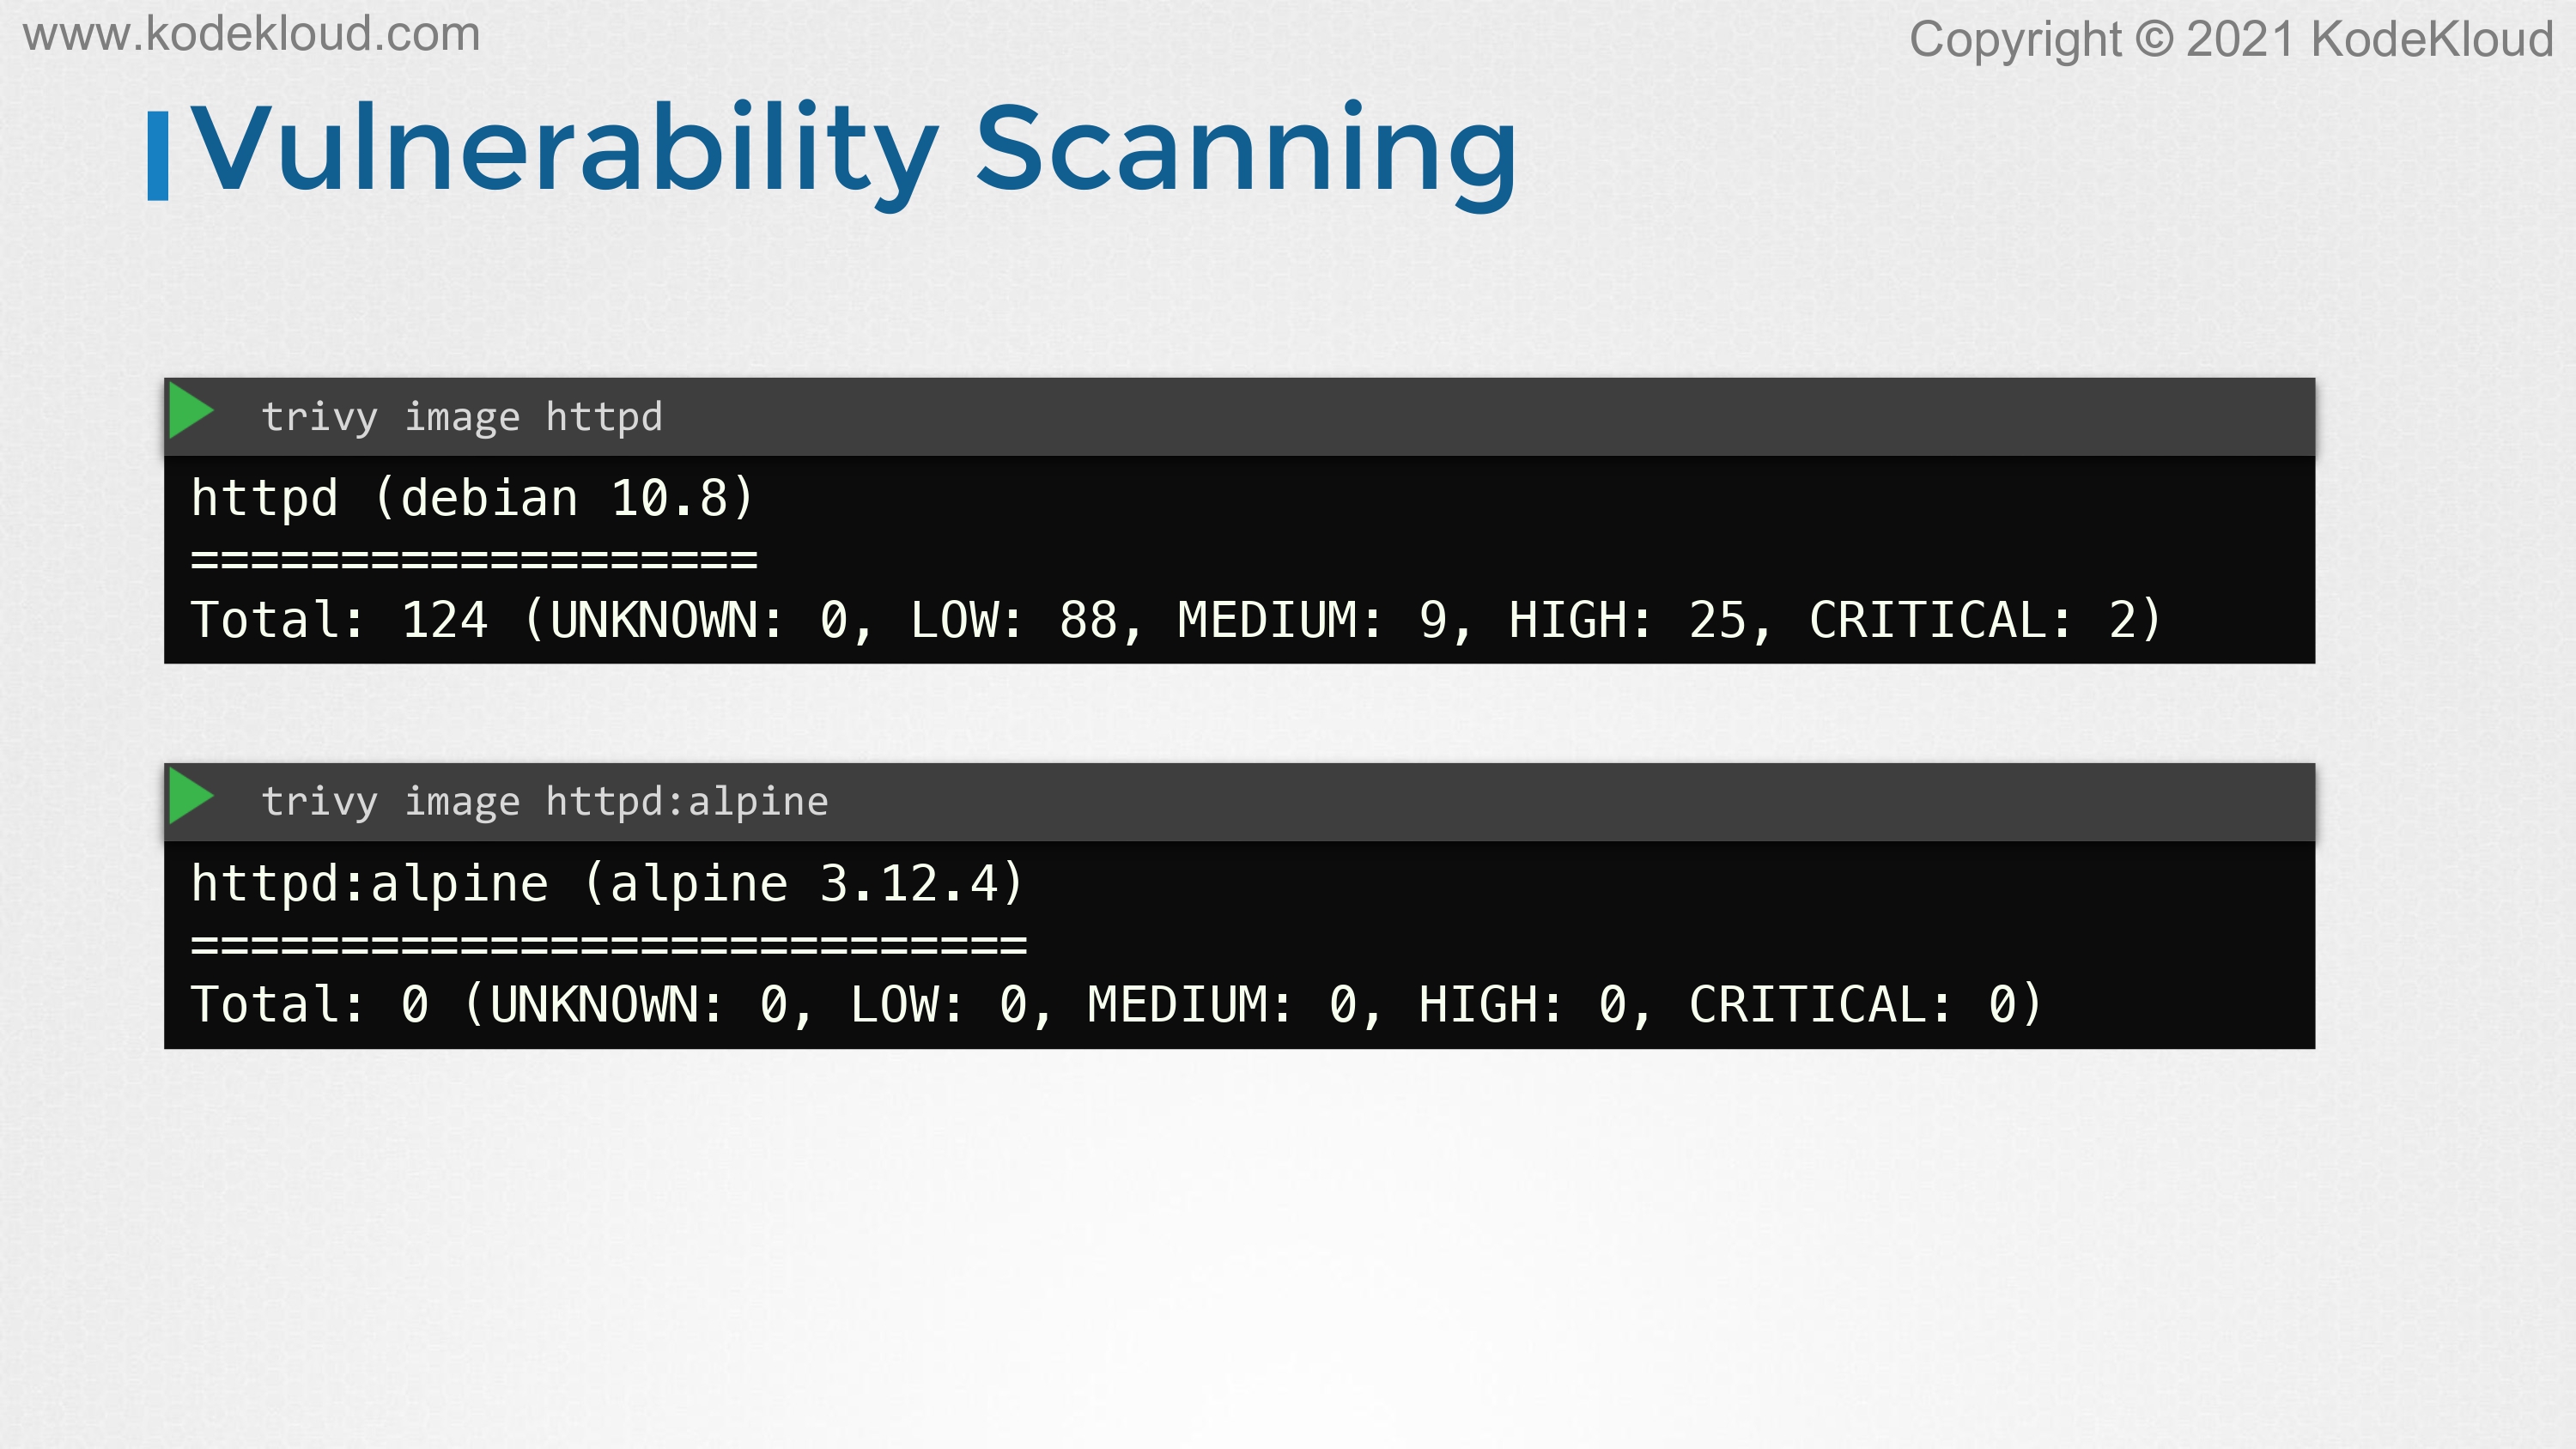 www.kodekloud.com
Copyright © 2021 KodeKloud
Vulnerability Scanning
trivy image httpd
httpd (debian 10.8)
===================
Total: 124 (UNKNOWN: 0, LOW: 88, MEDIUM: 9, HIGH: 25, CRITICAL: 2)
trivy image httpd:alpine
httpd:alpine (alpine 3.12.4)
============================
Total: 0 (UNKNOWN: 0, LOW: 0, MEDIUM: 0, HIGH: 0, CRITICAL: 0)